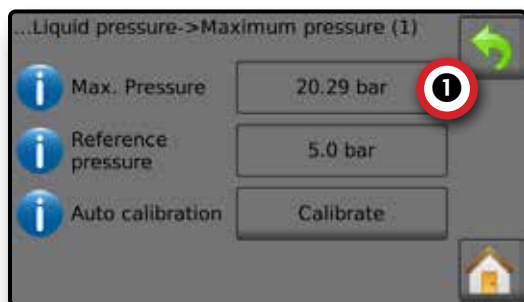 ...Liquid pressure->Maximum pressure (1)
Max. Pressure
20.29 bar
1
Reference
pressure
5.0 bar
Auto calibration
Calibrate